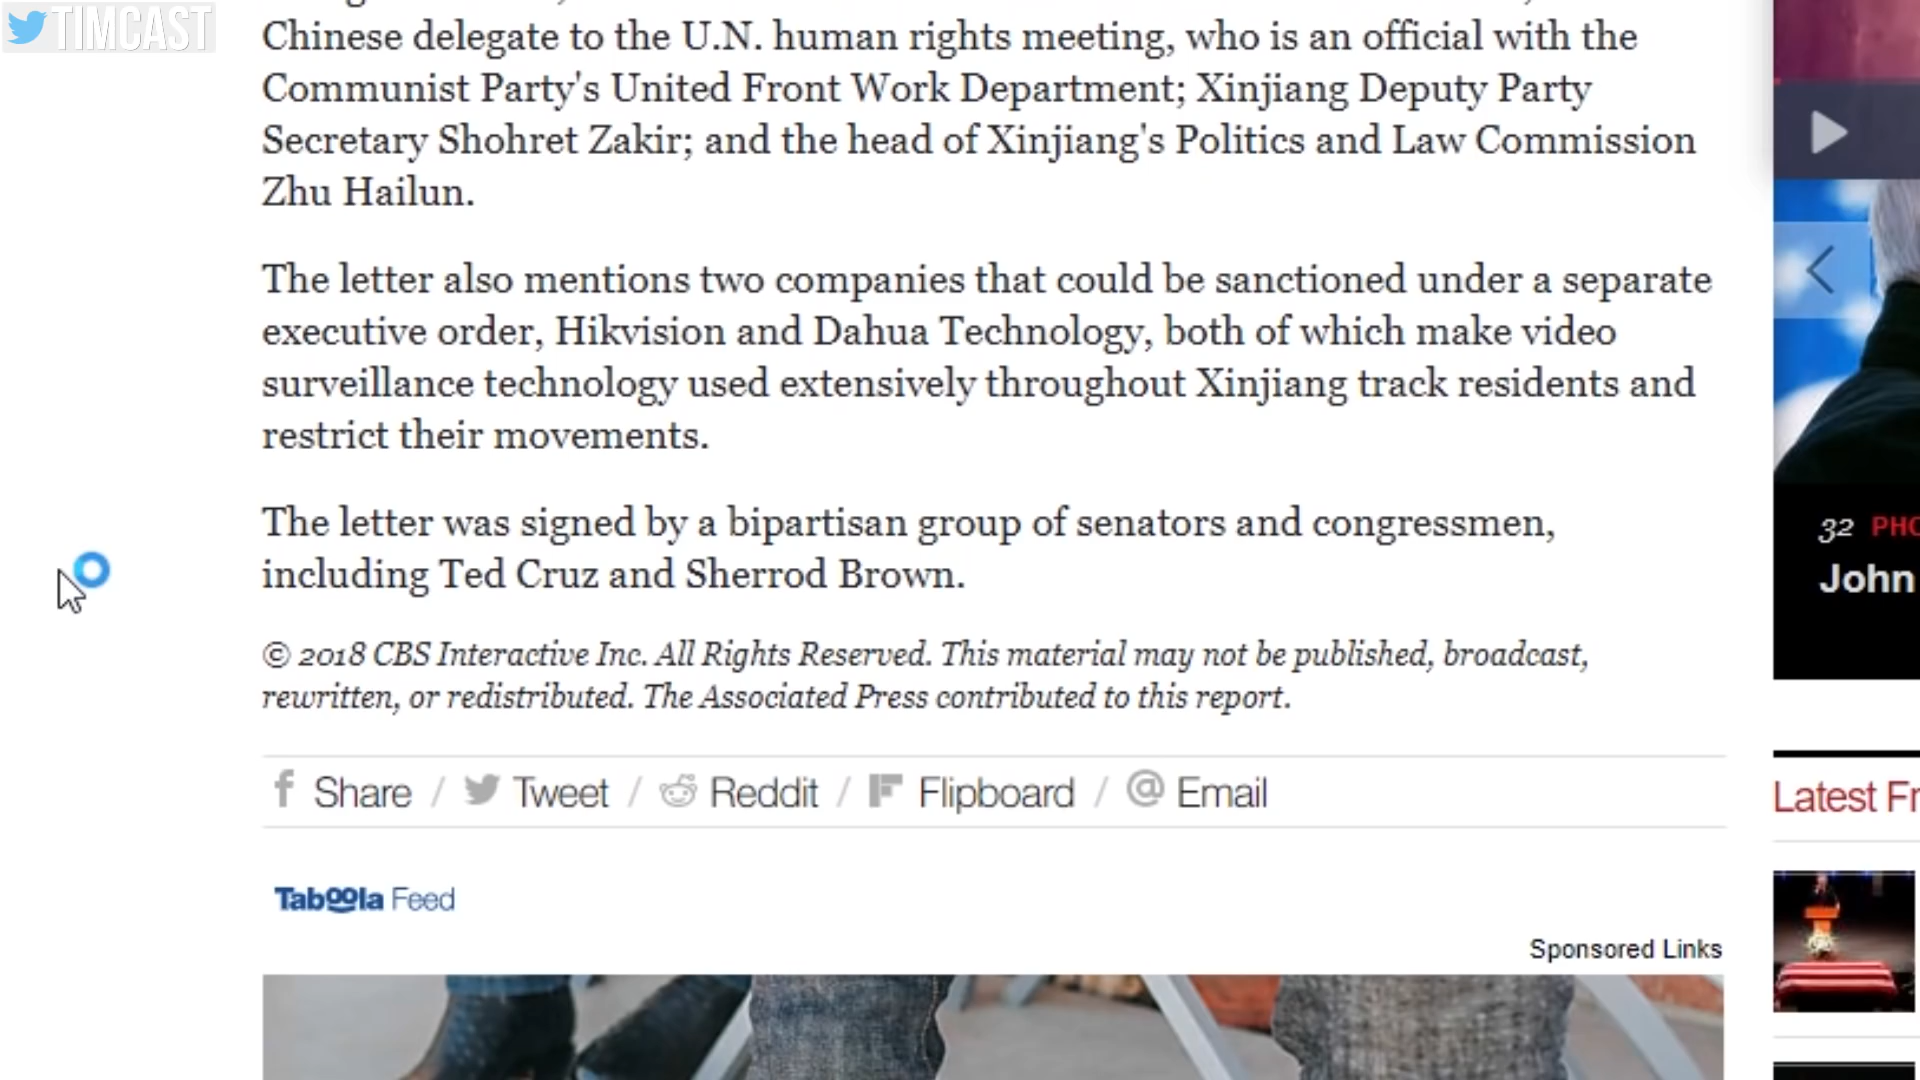 TIMCAST
Chinese delegate to the U.N. human rights meeting, who is an official with the
Communist Party's United Front Work Department; Xinjiang Deputy Party
Secretary Shohret Zakir; and the head of Xinjiang's Politics and Law Commission
Zhu Hailun.
The letter also mentions two companies that could be sanctioned under a separate
executive order, Hikvision and Dahua Technology, both of which make video
surveillance technology used extensively throughout Xinjiang track residents and
restrict their movements.
The letter was signed by a bipartisan group of senators and congressmen,
including Ted Cruz and Sherrod Brown.
© 2018 CBS Interactive Inc. All Rights Reserved. This material may not be published, broadcast,
rewritten, or redistributed. The Associated Press contributed to this report.
Share / Tweet / Reddit / Flipboard / @ Email
Taboola Feed
Sponsored Links
32 PHO
John
Latest Fr